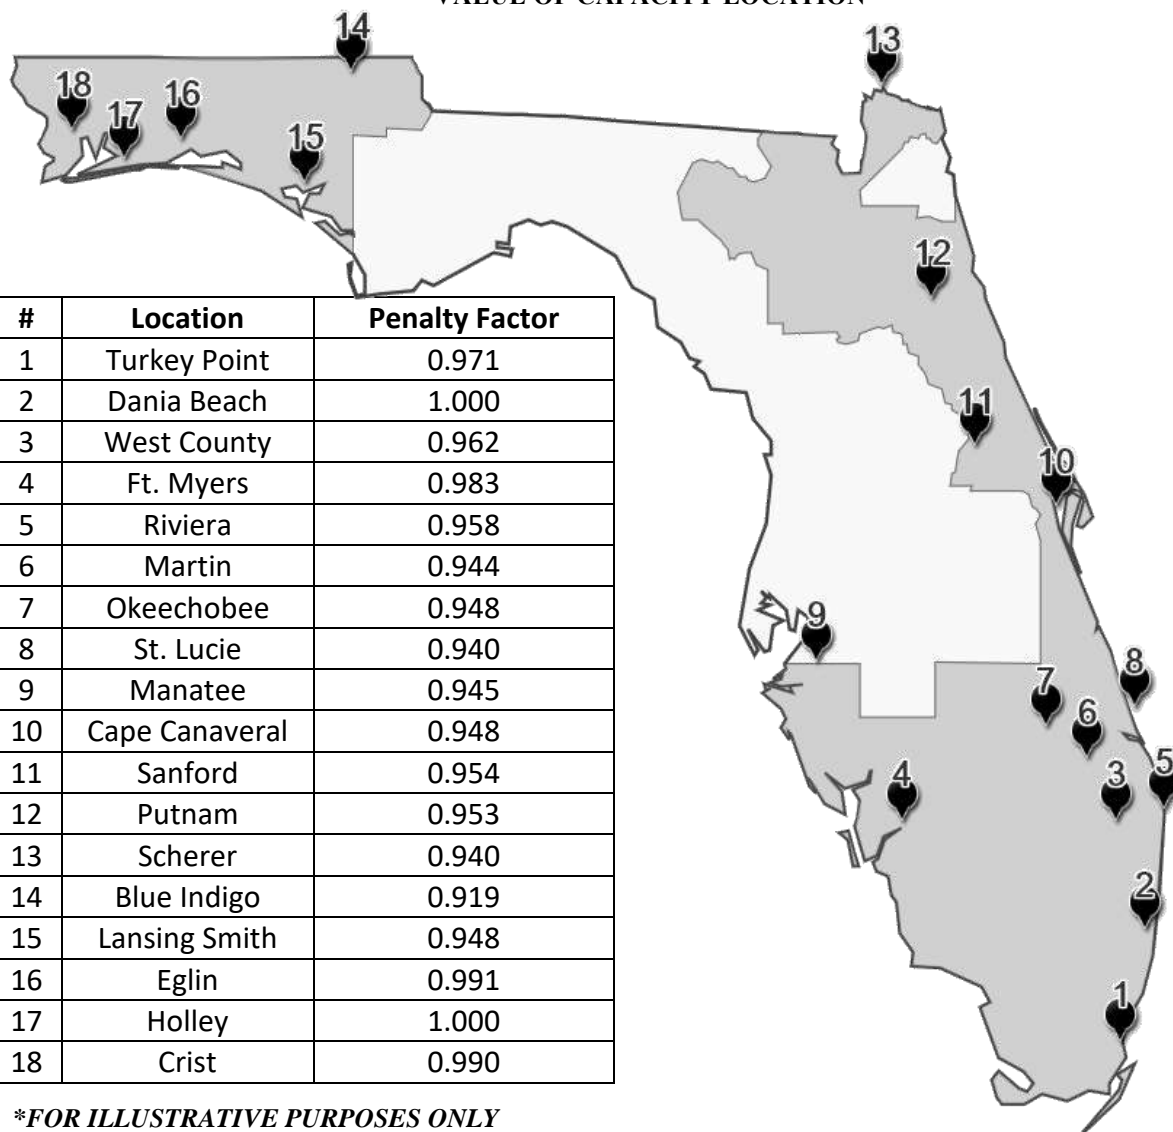 VALUE OF CAPACITY LOCATION
14
13
18
16
17
15
12
11
10
9
8
7
6
5
4
3
2
1
# Location Penalty Factor
1 Turkey Point 0.971
2 Dania Beach 1.000
3 West County 0.962
4 Ft. Myers 0.983
5 Riviera 0.958
6 Martin 0.944
7 Okeechobee 0.948
8 St. Lucie 0.940
9 Manatee 0.945
10 Cape Canaveral 0.948
11 Sanford 0.954
12 Putnam 0.953
13 Scherer 0.940
14 Blue Indigo 0.919
15 Lansing Smith 0.948
16 Eglin 0.991
17 Holley 1.000
18 Crist 0.990
*FOR ILLUSTRATIVE PURPOSES ONLY